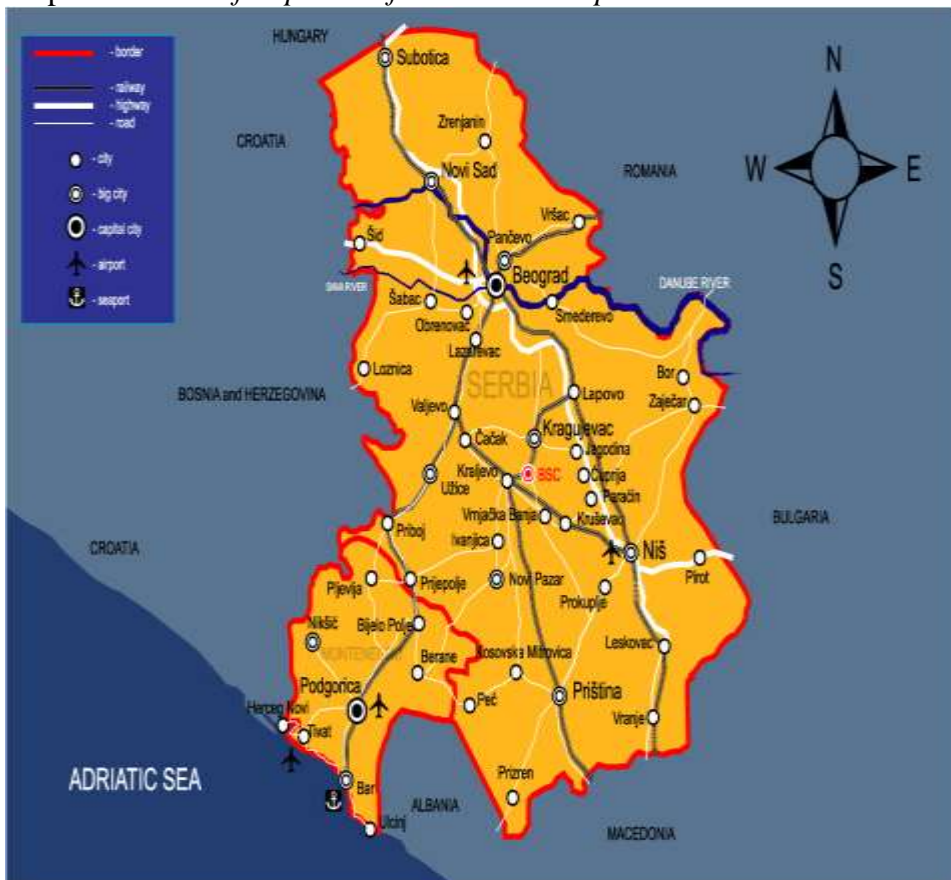 HUNGARY
- border
- railway
- highway
- road
- city
- big city
- capital city
- airport
- seaport
Subotica
CROATIA
Zrenjanin
N
W
E
S
ROMANIA
Novi Sad
Vršac
Pančevo
Šid
Beograd
DANUBE RIVER
Šabac
Obrenovac
Smederevo
Lazarevac
Loznica
SERBIA
Bor
BOSNIA and HERZEGOVINA
Lapovo
Zaječar
Valjevo
Kragujevac
Čačak
Jagodina
Kraljevo
BSC
Ćuprija
Užice
Paraćin
Vrnjačka Banja
Kruševac
BULGARIA
Priboj
Ivanjica
CROATIA
Niš
Pirot
Pljevlja
Prijepolje
Novi Pazar
Prokuplje
Nikšić
Bijelo Polje
Leskovac
MONTENEGRO
Berane
Kosovska Mitrovica
Podgorica
Priština
Peć
Herceg Novi
Tivat
Vranje
ADRIATIC SEA
Bar
Prizren
ALBANIA
Ulcinj
MACEDONIA